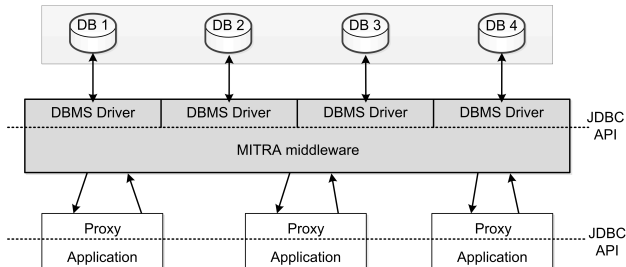 DB 1 DB 2 DB 3 DB 4
DBMS Driver DBMS Driver DBMS Driver DBMS Driver
JDBC
API
MITRA middleware
Proxy Proxy Proxy
JDBC
API
Application Application Application